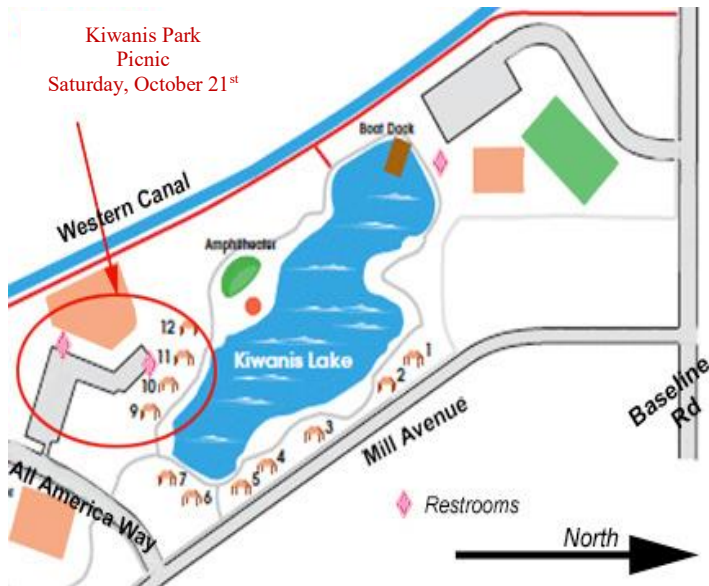 Kiwanis Park
Picnic
Saturday, October 21st
Boat Dock
Western Canal
Amphitheater
12
11
10
9
Kiwanis Lake
1
2
3
4
5
6
7
Mill Avenue
Baseline
Rd
All America Way
Restrooms
North